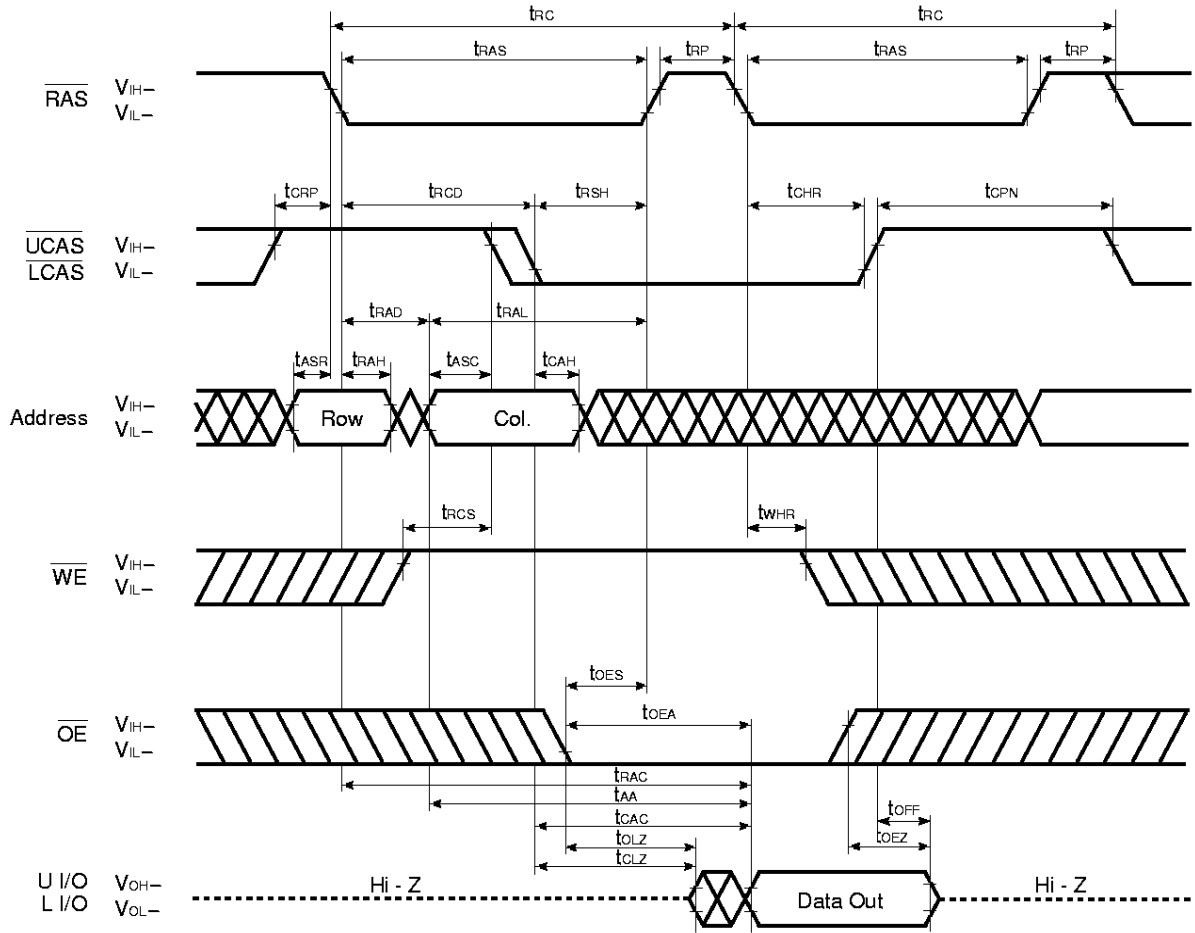 tRC tRC
tRAS tRP tRAS tRP
RAS VIH–
VIL–
tCRP tRCD tRSH tCHR tCPN
UCAS VIH–
LCAS VIL–
tRAD tRAL
tASR tRAH tASC tCAH
Address VIH–
VIL–
Row Col.
tRCS tWHR
WE VIH–
VIL–
tOES
tOEA
OE VIH–
VIL–
tRAC
tAA
tCAC tOFF
tOLZ tOEZ
tCLZ
U I/O VOH–
L I/O VOL–
Hi - Z Data Out Hi - Z